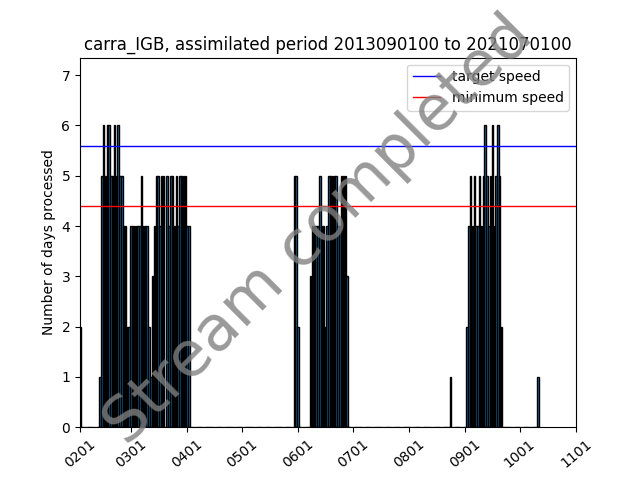 carra_IGB, assimilated period 2013090100 to 2021070100
target speed
minimum speed
Number of days processed
7
6
5
4
3
2
1
0
0201 0301 0401 0501 0601 0701 0801 0901 1001 1101
Stream completed